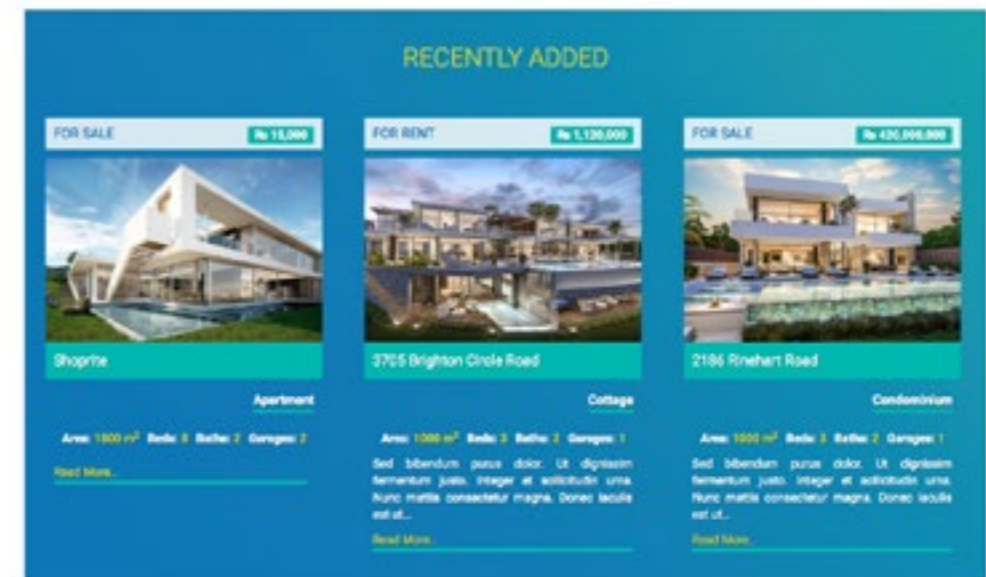 RECENTLY ADDED
FOR SALE
Rs 15,000
Shoprite
Apartment
Area: 1500 m² Beds: Baths: 2 Garages: 2
Read More..
FOR RENT
Rs 1,120,000
3705 Brighton Circle Road
Cottage
Area: 1000 m² Beds: 3 Baths: 2 Garages: 1
Sed bibendum purus dolor. Ut dignissim
fermentum justo. Integer et sollicitudin urna.
Nunc mattis consectetur magna. Donec iaculis
est ut...
Read More..
FOR SALE
Rs 420,000,000
2186 Rinehart Road
Condominium
Area: 1000 m² Beds: 3 Baths: 2 Garages: 1
Sed bibendum purus dolor. Ut dignissim
fermentum justo. Integer et sollicitudin urna.
Nunc mattis consectetur magna. Donec iaculis
est ut...
Read More..